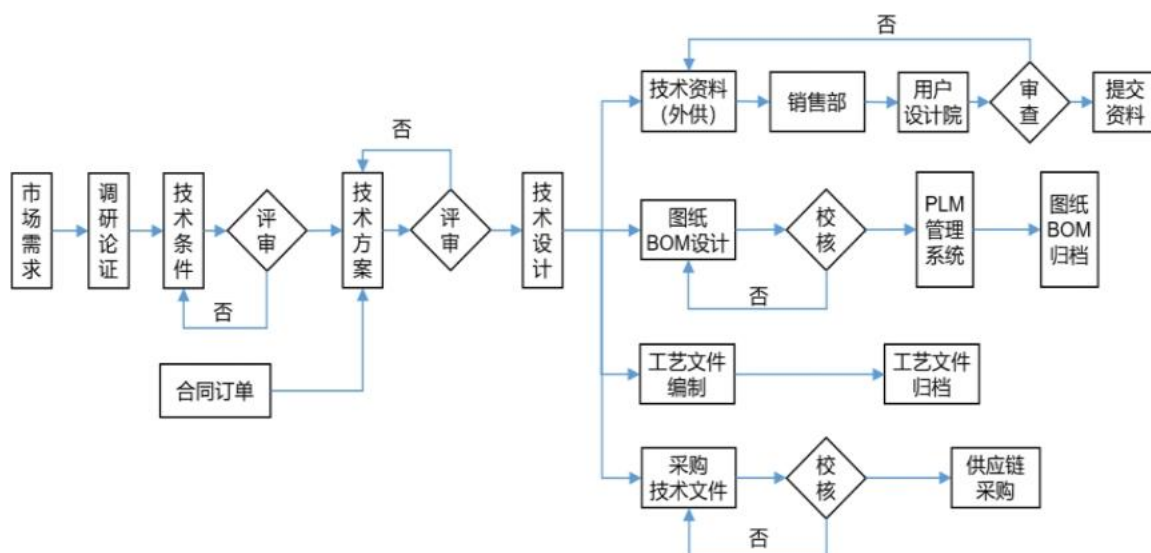 否
技术资料
(外供)
销售部
用户
设计院
审查
提交
资料
市场需求
调研论证
技术条件
评审
否
否
技术方案
评审
技术设计
图纸
BOM设计
校核
否
PLM
管理
系统
图纸
BOM
归档
合同订单
工艺文件
编制
工艺文件
归档
采购
技术文件
校核
否
供应链
采购